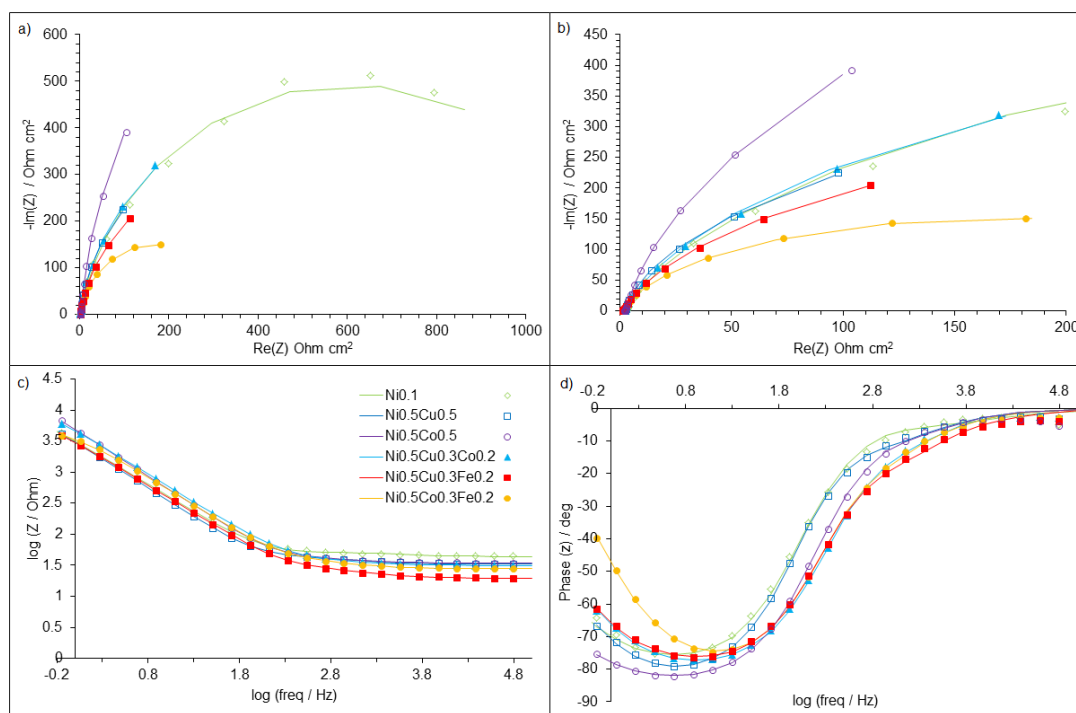 a)
600
500
400
300
200
100
0
-Im(Z) / Ohm cm²
0 200 400 600 800 1000
Re(Z) Ohm cm²
b)
450
400
350
300
250
200
150
100
50
0
-Im(Z) / Ohm cm²
0 50 100 150 200
Re(Z) Ohm cm²
c)
4.5
4
3.5
3
2.5
2
1.5
1
0.5
0
log (Z / Ohm)
-0.2 0.8 1.8 2.8 3.8 4.8
log (freq / Hz)
Ni0.1
Ni0.5Cu0.5
Ni0.5Co0.5
Ni0.5Cu0.3Co0.2
Ni0.5Cu0.3Fe0.2
Ni0.5Co0.3Fe0.2
d)
-0.2 0.8 1.8 2.8 3.8 4.8
0
-10
-20
-30
-40
-50
-60
-70
-80
-90
Phase (z) / deg
log (freq / Hz)